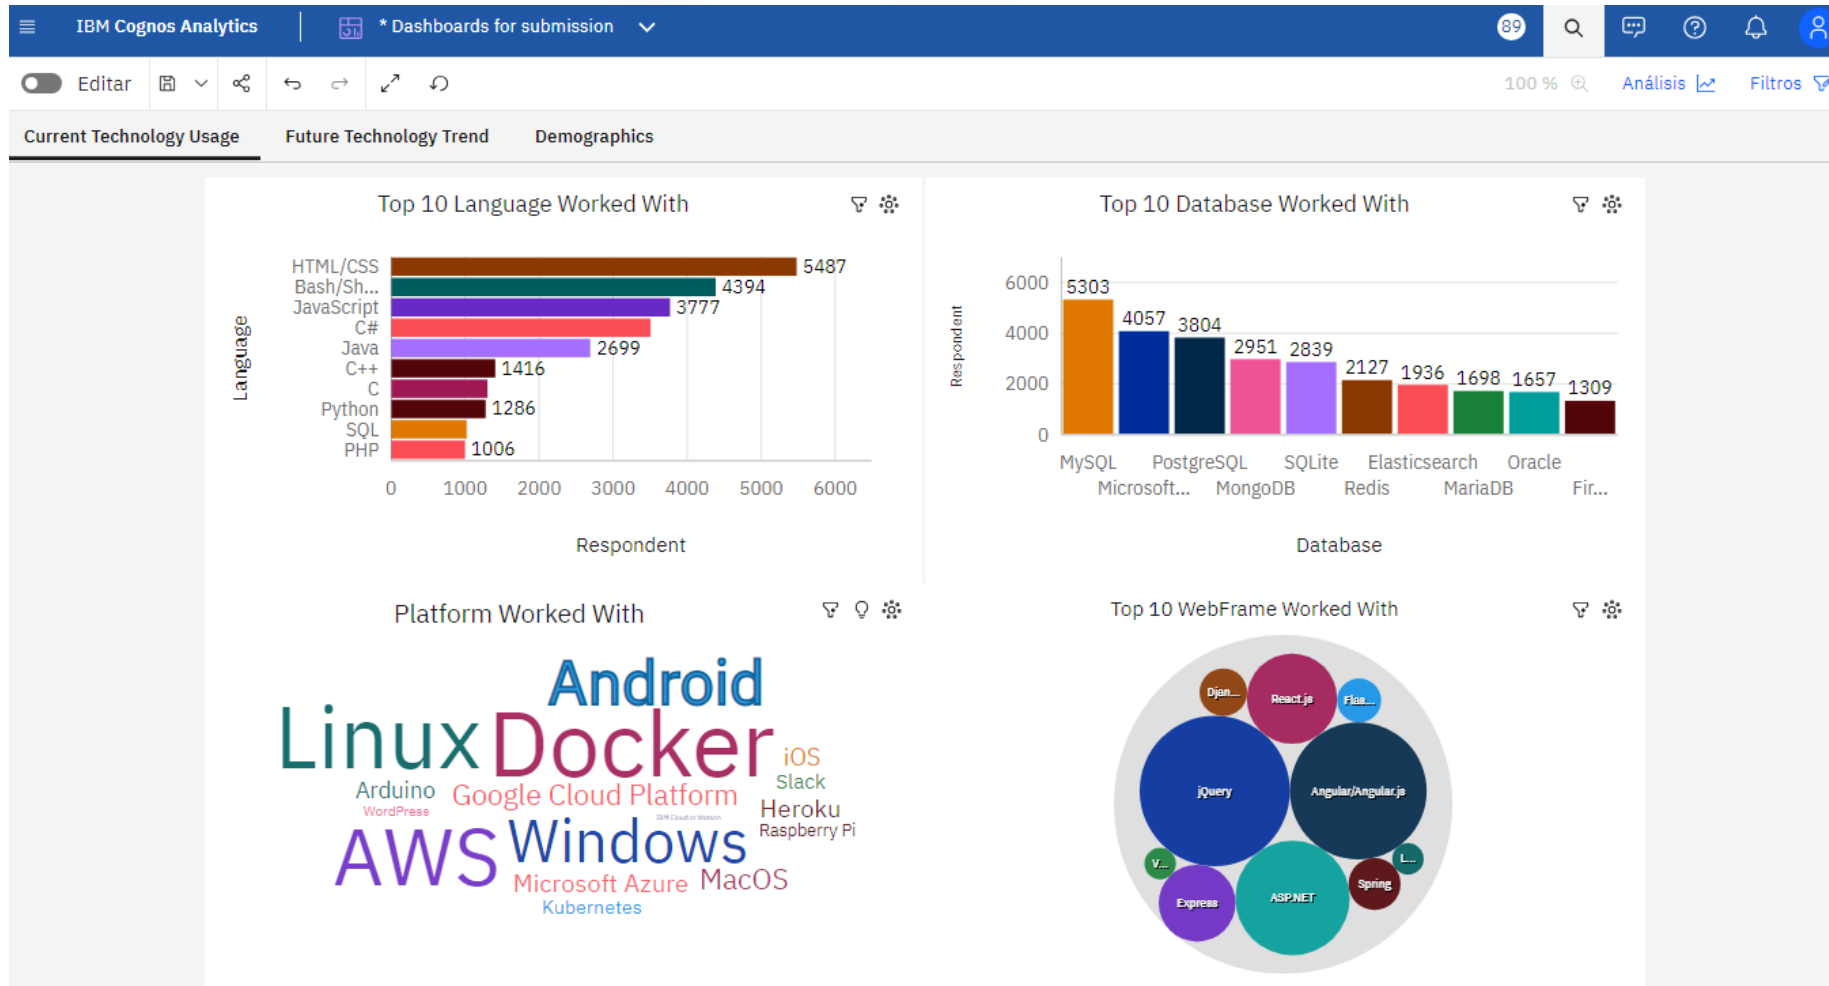 IBM Cognos Analytics * Dashboards for submission 89
Editar 100 % Análisis Filtros
Current Technology Usage Future Technology Trend Demographics
Top 10 Language Worked With
Language
HTML/CSS 5487
Bash/Sh... 4394
JavaScript 3777
C#
Java 2699
C++ 1416
C
Python 1286
SQL
PHP 1006
0 1000 2000 3000 4000 5000 6000
Respondent
Top 10 Database Worked With
Respondent
6000
4000
2000
0
5303 4057 3804 2951 2839 2127 1936 1698 1657 1309
MySQL PostgreSQL SQLite Elasticsearch Oracle
Microsoft... MongoDB Redis MariaDB Fir...
Database
Platform Worked With
Android
Linux Docker
iOS
Slack
Arduino Google Cloud Platform
WordPress
Heroku
IBM Cloud or Watson
Raspberry Pi
AWS Windows
Microsoft Azure MacOS
Kubernetes
Top 10 WebFrame Worked With
Djan... React.js Flas...
jQuery Angular/Angular.js
V... L...
Express ASP.NET Spring